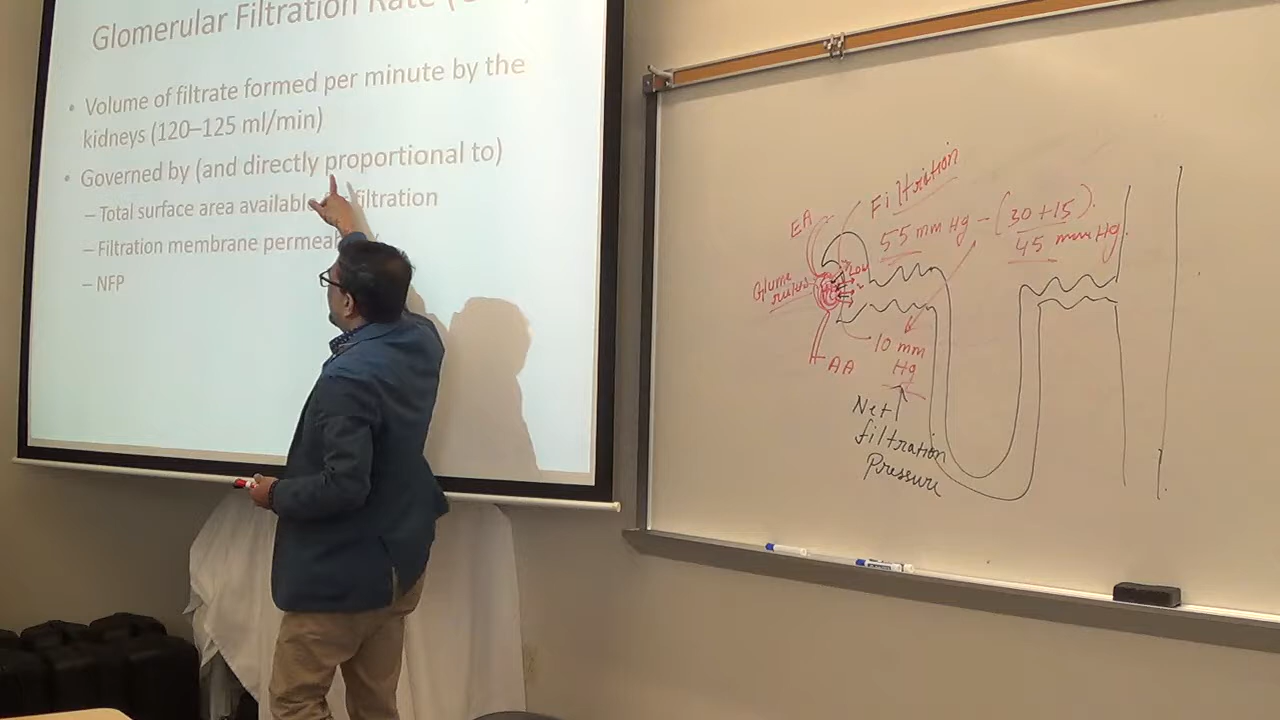 Glomerular Filtration Rate
• Volume of filtrate formed per minute by the
kidneys (120–125 ml/min)
• Governed by (and directly proportional to)
– Total surface area available filtration
– Filtration membrane
– NFP
Filtration
EA
55 mm Hg - (30+15).
45 mm Hg.
Glome
rulers
10 mm
Hg
AA
Net
filtration
Pressure